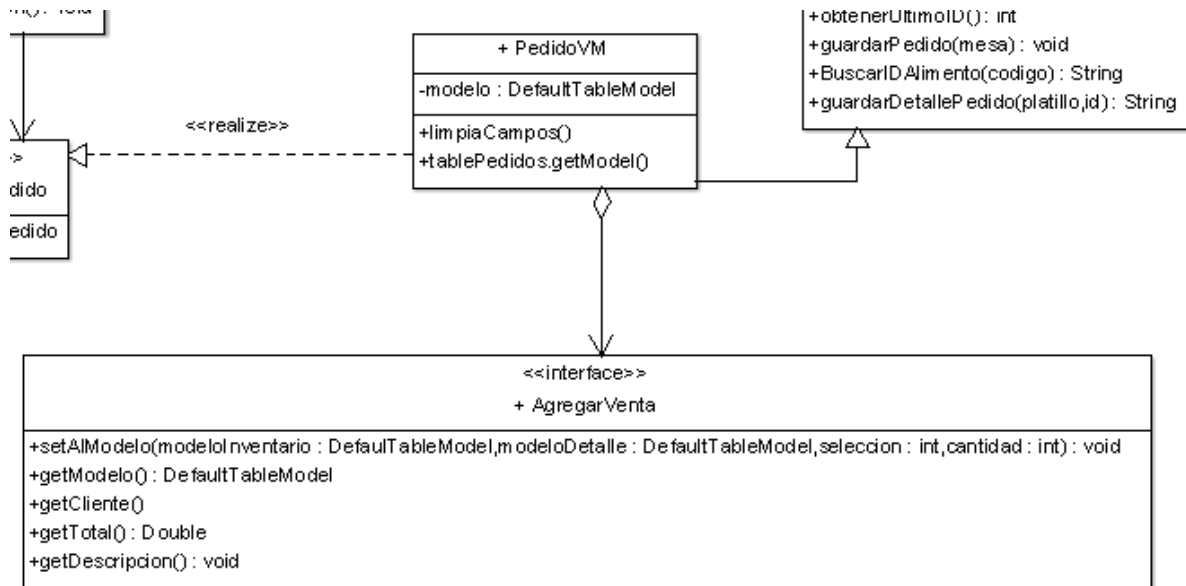 +obtenerUltimoID() : int
+guardarPedido(mesa) : void
+BuscarIDAlimento(codigo) : String
+guardarDetallePedido(platillo,id) : String
+ PedidoVM
-modelo : DefaultTableModel
+limpiaCampos()
+tablePedidos.getModel()
<<realize>>
>>
dido
edido
<<interface>>
+ AgregarVenta
+setAlModelo(modeloInventario : DefaulTableModel,modeloDetalle : DefaultTableModel,seleccion : int,cantidad : int) : void
+getModelo() : DefaultTableModel
+getCliente()
+getTotal() : Double
+getDescripcion() : void